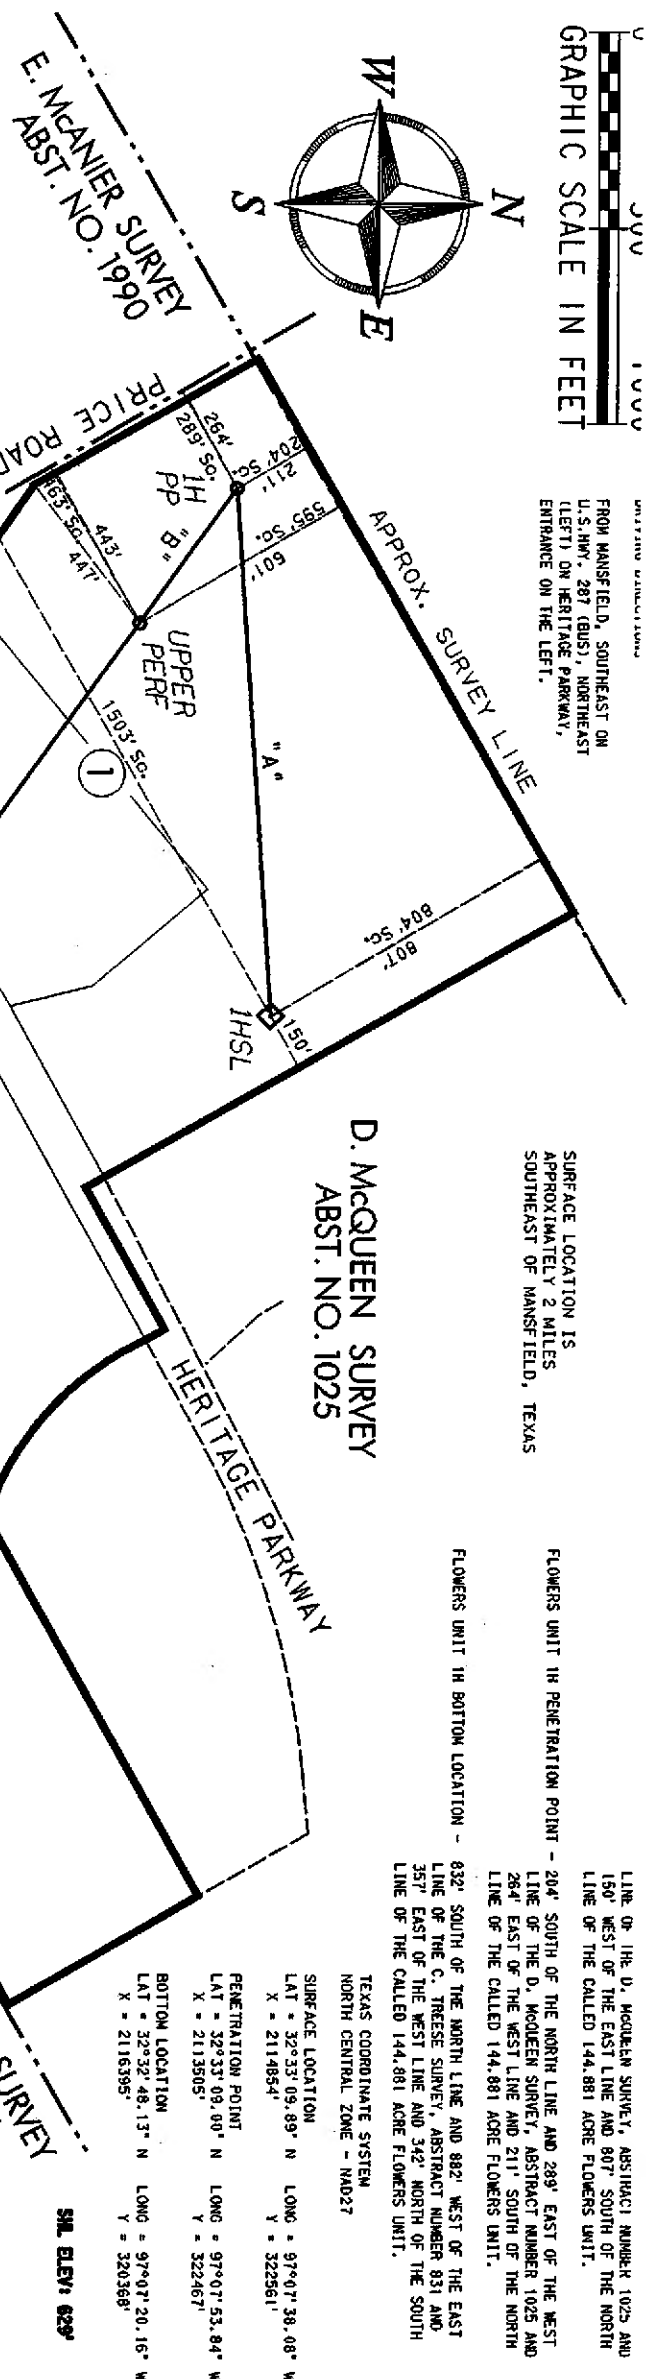 GRAPHIC SCALE IN FEET
N
W
E
S
FROM MANSFIELD, SOUTHEAST ON
U.S.HWY. 287 (BUS), NORTHEAST
(LEFT) ON HERITAGE PARKWAY,
ENTRANCE ON THE LEFT.
SURFACE LOCATION IS
APPROXIMATELY 2 MILES
SOUTHEAST OF MANSFIELD, TEXAS
LINE OF THE D. McQUEEN SURVEY, ABSTRACT NUMBER 1025 AND
150' WEST OF THE EAST LINE AND 807' SOUTH OF THE NORTH
LINE OF THE CALLED 144.881 ACRE FLOWERS UNIT.
FLOWERS UNIT 1H PENETRATION POINT - 204' SOUTH OF THE NORTH LINE AND 289' EAST OF THE WEST
LINE OF THE D. McQUEEN SURVEY, ABSTRACT NUMBER 1025 AND
264' EAST OF THE WEST LINE AND 211' SOUTH OF THE NORTH
LINE OF THE CALLED 144.881 ACRE FLOWERS UNIT.
FLOWERS UNIT 1H BOTTOM LOCATION - 832' SOUTH OF THE NORTH LINE AND 882' WEST OF THE EAST
LINE OF THE C. TREESE SURVEY, ABSTRACT NUMBER 831 AND
357' EAST OF THE WEST LINE AND 342' NORTH OF THE SOUTH
LINE OF THE CALLED 144.881 ACRE FLOWERS UNIT.
TEXAS COORDINATE SYSTEM
NORTH CENTRAL ZONE - NAD27
SURFACE LOCATION
LAT = 32°33'09.89" N LONG = 97°07'38.08" W
X = 2114854' Y = 322561'
PENETRATION POINT
LAT = 32°33'09.00" N LONG = 97°07'53.84" W
X = 2113505' Y = 322467'
BOTTOM LOCATION
LAT = 32°32'48.13" N LONG = 97°07'20.16" W
X = 2116395' Y = 320368'
SHL ELEV: 629'
E. McANIER SURVEY
ABST. NO. 1990
PRICE ROAD
APPROX. SURVEY LINE
264'
289' SC.
204' SC.
211'
1H
PP
595' SC.
601'
"B"
443'
447'
UPPER
PERF
"A"
1503' SC.
1
804' SC.
807'
150'
1HSL
D. McQUEEN SURVEY
ABST. NO. 1025
HERITAGE PARKWAY
SURVEY